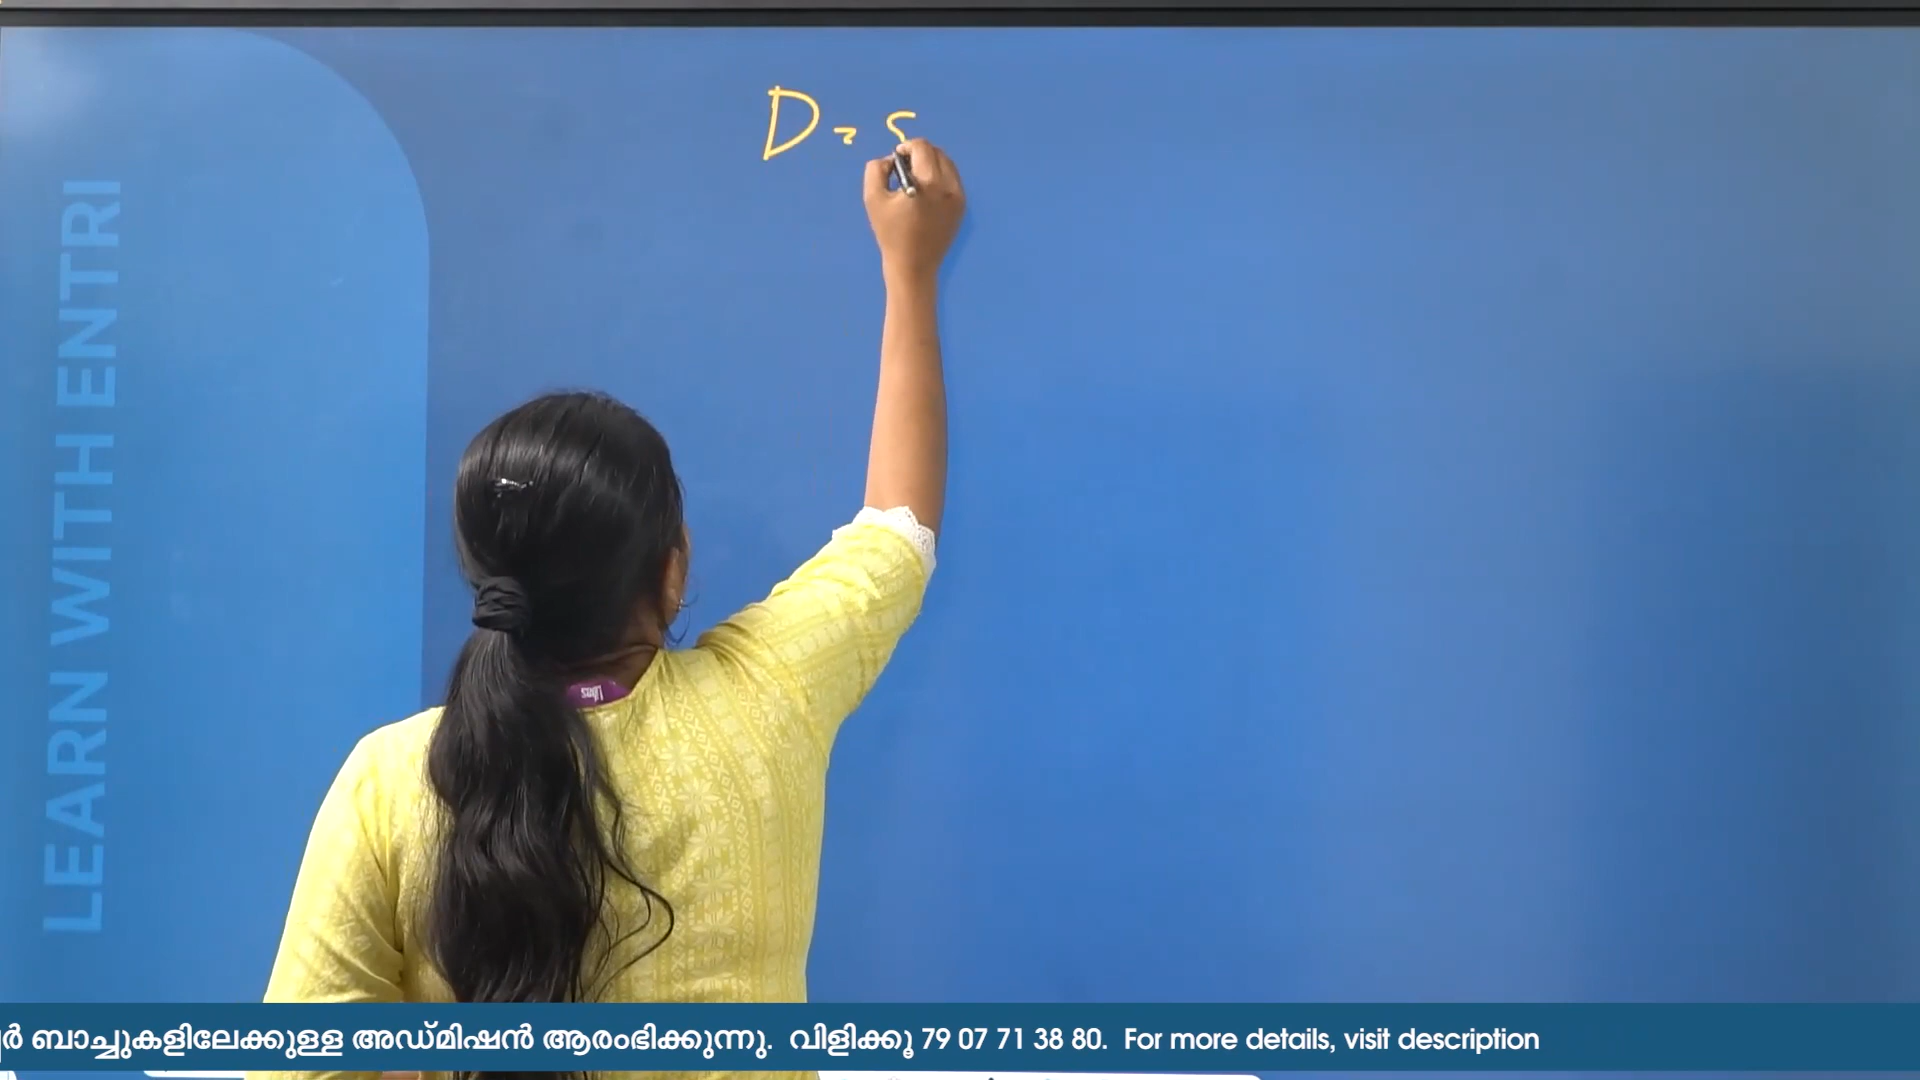 D = S
LEARN WITH ENTRI
ബാച്ചുകളിലേക്കുള്ള അഡ്മിഷൻ ആരംഭിക്കുന്നു. വിളിക്കൂ 79 07 71 38 80. For more details, visit description